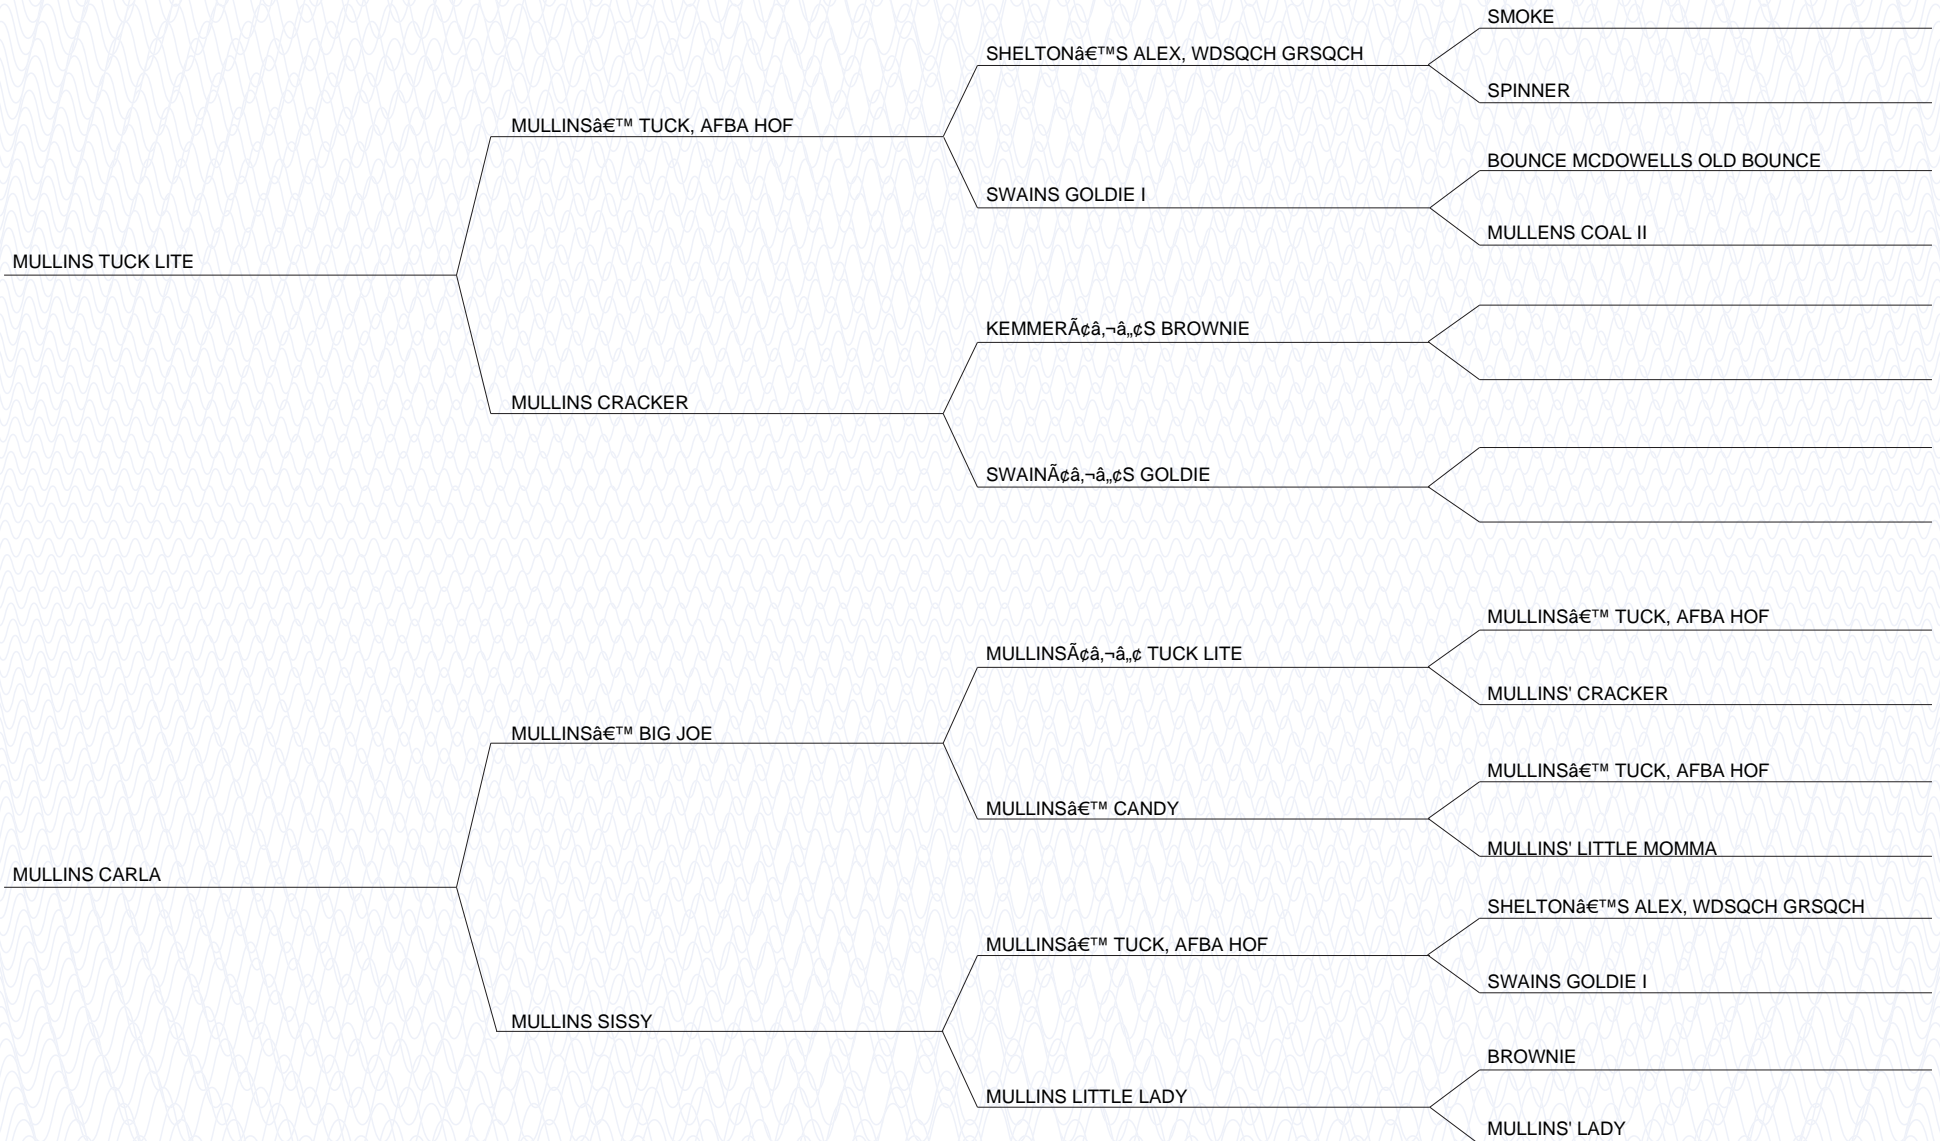 SMOKE
SHELTONâ€™S ALEX, WDSQCH GRSQCH
SPINNER
MULLINSâ€™ TUCK, AFBA HOF
BOUNCE MCDOWELLS OLD BOUNCE
SWAINS GOLDIE I
MULLENS COAL II
MULLINS TUCK LITE
KEMMERÃ¢â‚¬â„¢S BROWNIE
MULLINS CRACKER
SWAINÃ¢â‚¬â„¢S GOLDIE
MULLINSâ€™ TUCK, AFBA HOF
MULLINSÃ¢â‚¬â„¢ TUCK LITE
MULLINS' CRACKER
MULLINSâ€™ BIG JOE
MULLINSâ€™ TUCK, AFBA HOF
MULLINSâ€™ CANDY
MULLINS' LITTLE MOMMA
MULLINS CARLA
SHELTONâ€™S ALEX, WDSQCH GRSQCH
MULLINSâ€™ TUCK, AFBA HOF
SWAINS GOLDIE I
MULLINS SISSY
BROWNIE
MULLINS LITTLE LADY
MULLINS' LADY